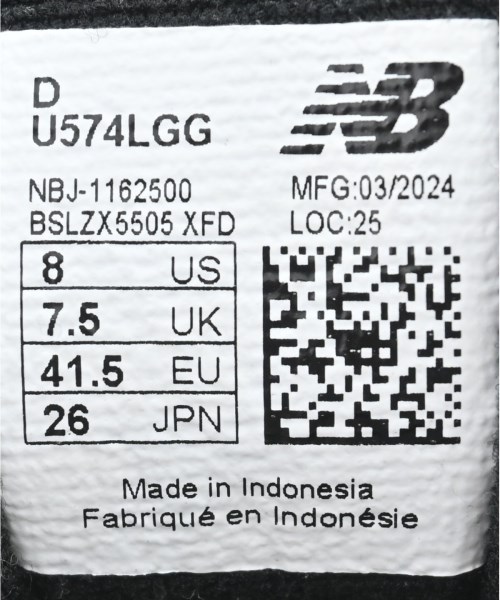 D
U574LGG
NB
NBJ-1162500
MFG:03/2024
BSLZX5505 XFD
LOC:25
8 US
7.5 UK
41.5 EU
26 JPN
Made in Indonesia
Fabriqué en Indonésie